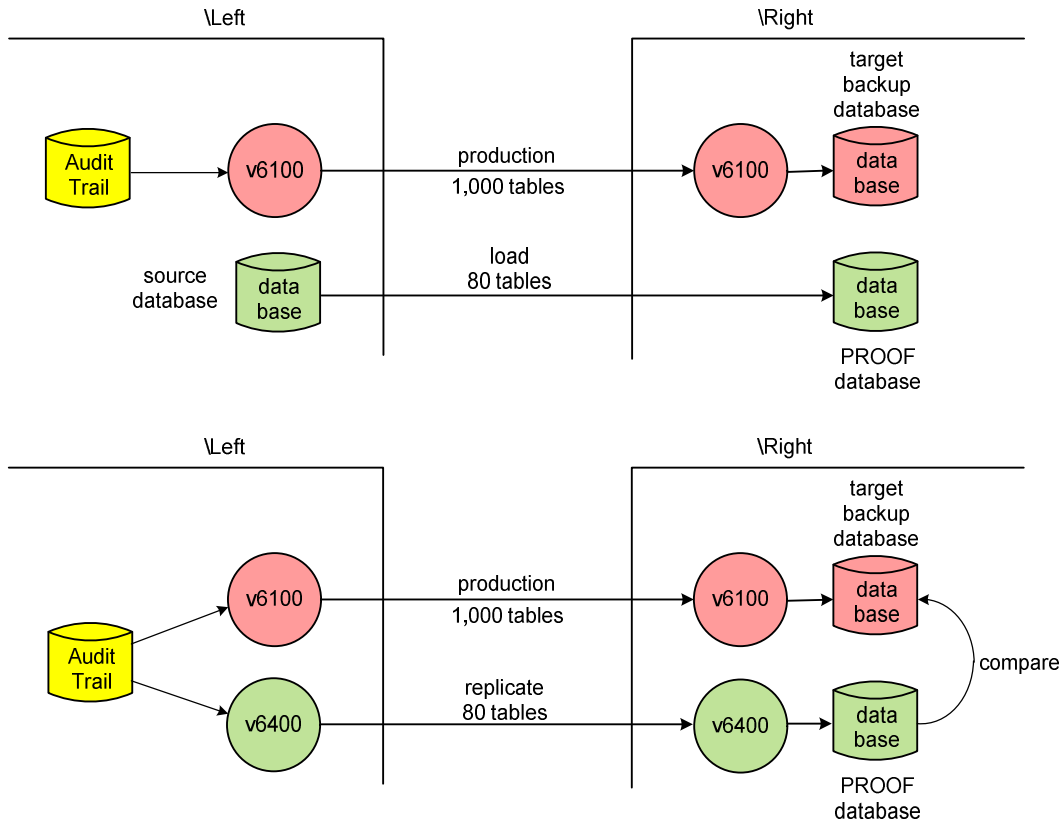 \Left
\Right
target
backup
database
Audit
Trail
v6100
production
1,000 tables
v6100
data
base
source
database
data
base
load
80 tables
data
base
PROOF
database
\Left
\Right
target
backup
database
v6100
production
1,000 tables
v6100
data
base
Audit
Trail
compare
v6400
replicate
80 tables
v6400
data
base
PROOF
database